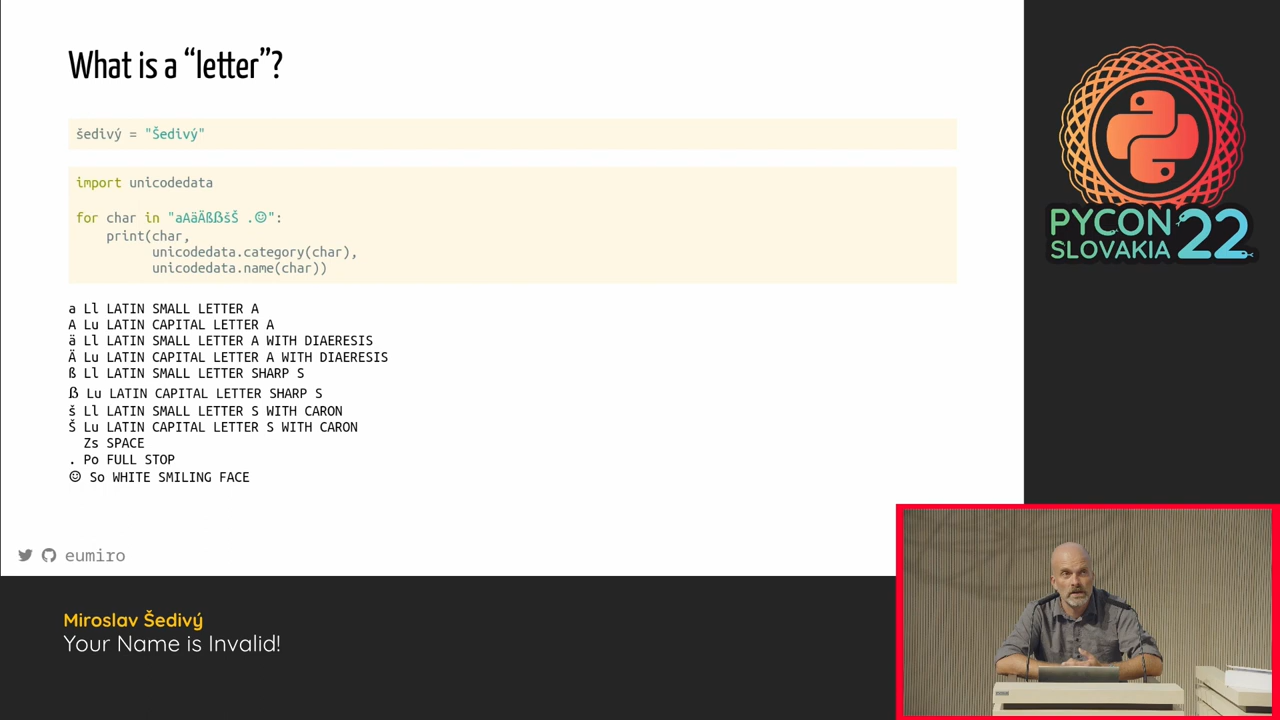 What is a “letter”?
šedivý = "Šedivý"
import unicodedata
for char in "aAäÄßẞšŠ .☺":
    print(char,
          unicodedata.category(char),
          unicodedata.name(char))
a Ll LATIN SMALL LETTER A
A Lu LATIN CAPITAL LETTER A
ä Ll LATIN SMALL LETTER A WITH DIAERESIS
Ä Lu LATIN CAPITAL LETTER A WITH DIAERESIS
ß Ll LATIN SMALL LETTER SHARP S
ẞ Lu LATIN CAPITAL LETTER SHARP S
š Ll LATIN SMALL LETTER S WITH CARON
Š Lu LATIN CAPITAL LETTER S WITH CARON
  Zs SPACE
. Po FULL STOP
☺ So WHITE SMILING FACE
eumiro
PYCON
SLOVAKIA 22
Miroslav Šedivý
Your Name is Invalid!